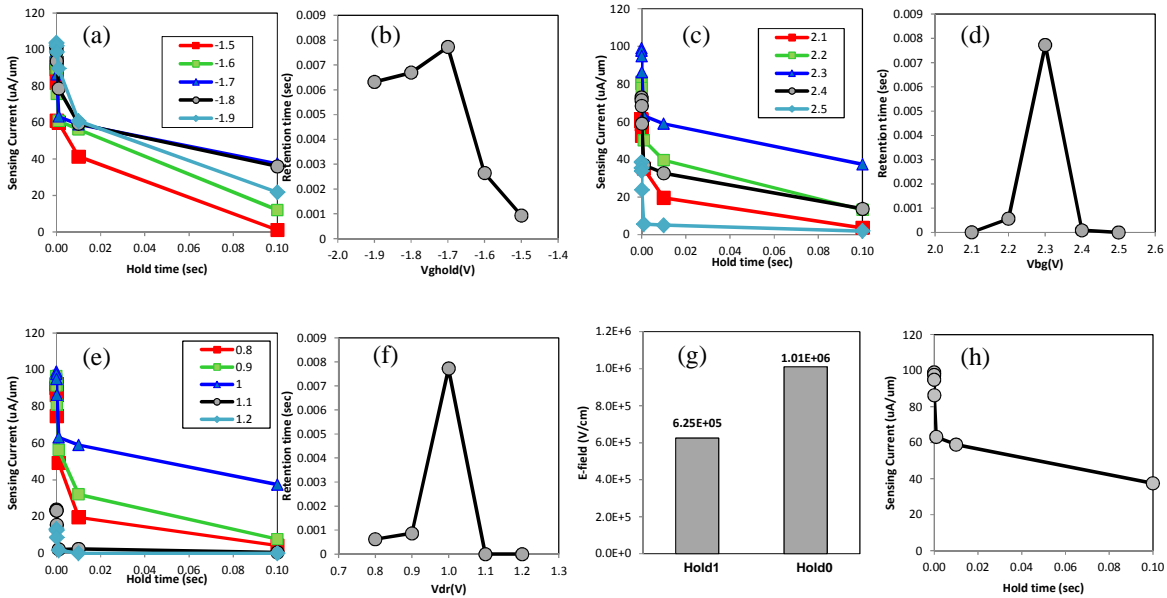 (a)
Sensing Current (uA/um)
120
100
80
60
40
20
0
0.00 0.02 0.04 0.06 0.08 0.10
Hold time (sec)
-1.5
-1.6
-1.7
-1.8
-1.9
(b)
Retention time (sec)
0.009
0.008
0.007
0.006
0.005
0.004
0.003
0.002
0.001
0
-1.9 -1.8 -1.7 -1.6 -1.5 -1.4
Vghold(V)
(c)
Sensing Current (uA/um)
120
100
80
60
40
20
0
0.00 0.02 0.04 0.06 0.08 0.10
Hold time (sec)
2.1
2.2
2.3
2.4
2.5
(d)
Retention time (sec)
0.009
0.008
0.007
0.006
0.005
0.004
0.003
0.002
0.001
0
2.0 2.1 2.2 2.3 2.4 2.5 2.6
Vbg(V)
(e)
Sensing Current (uA/um)
120
100
80
60
40
20
0
0.00 0.02 0.04 0.06 0.08 0.10
Hold time (sec)
0.8
0.9
1
1.1
1.2
(f)
Retention time (sec)
0.009
0.008
0.007
0.006
0.005
0.004
0.003
0.002
0.001
0
0.7 0.8 0.9 1.0 1.1 1.2 1.3
Vdr(V)
(g)
E-field (V/cm)
1.2E+6
1.0E+6
8.0E+5
6.0E+5
4.0E+5
2.0E+5
0.0E+0
6.25E+05
1.01E+06
Hold1 Hold0
(h)
Sensing Current (uA/um)
120
100
80
60
40
20
0
0.00 0.02 0.04 0.06 0.08 0.10
Hold time (sec)